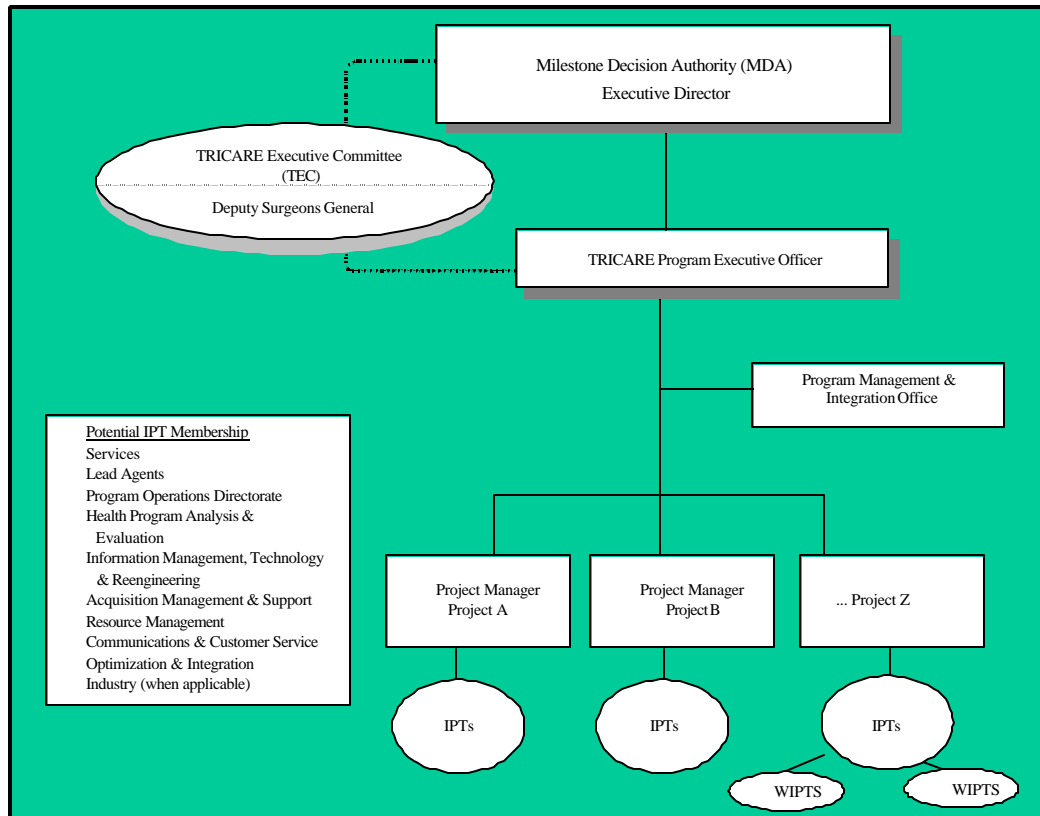 Milestone Decision Authority (MDA)
Executive Director
TRICARE Executive Committee
(TEC)
Deputy Surgeons General
TRICARE Program Executive Officer
Program Management &
Integration Office
Potential IPT Membership
Services
Lead Agents
Program Operations Directorate
Health Program Analysis &
Evaluation
Information Management, Technology
& Reengineering
Acquisition Management & Support
Resource Management
Communications & Customer Service
Optimization & Integration
Industry (when applicable)
Project Manager
Project A
Project Manager
Project B
... Project Z
IPTs
IPTs
IPTs
WIPTS
WIPTS